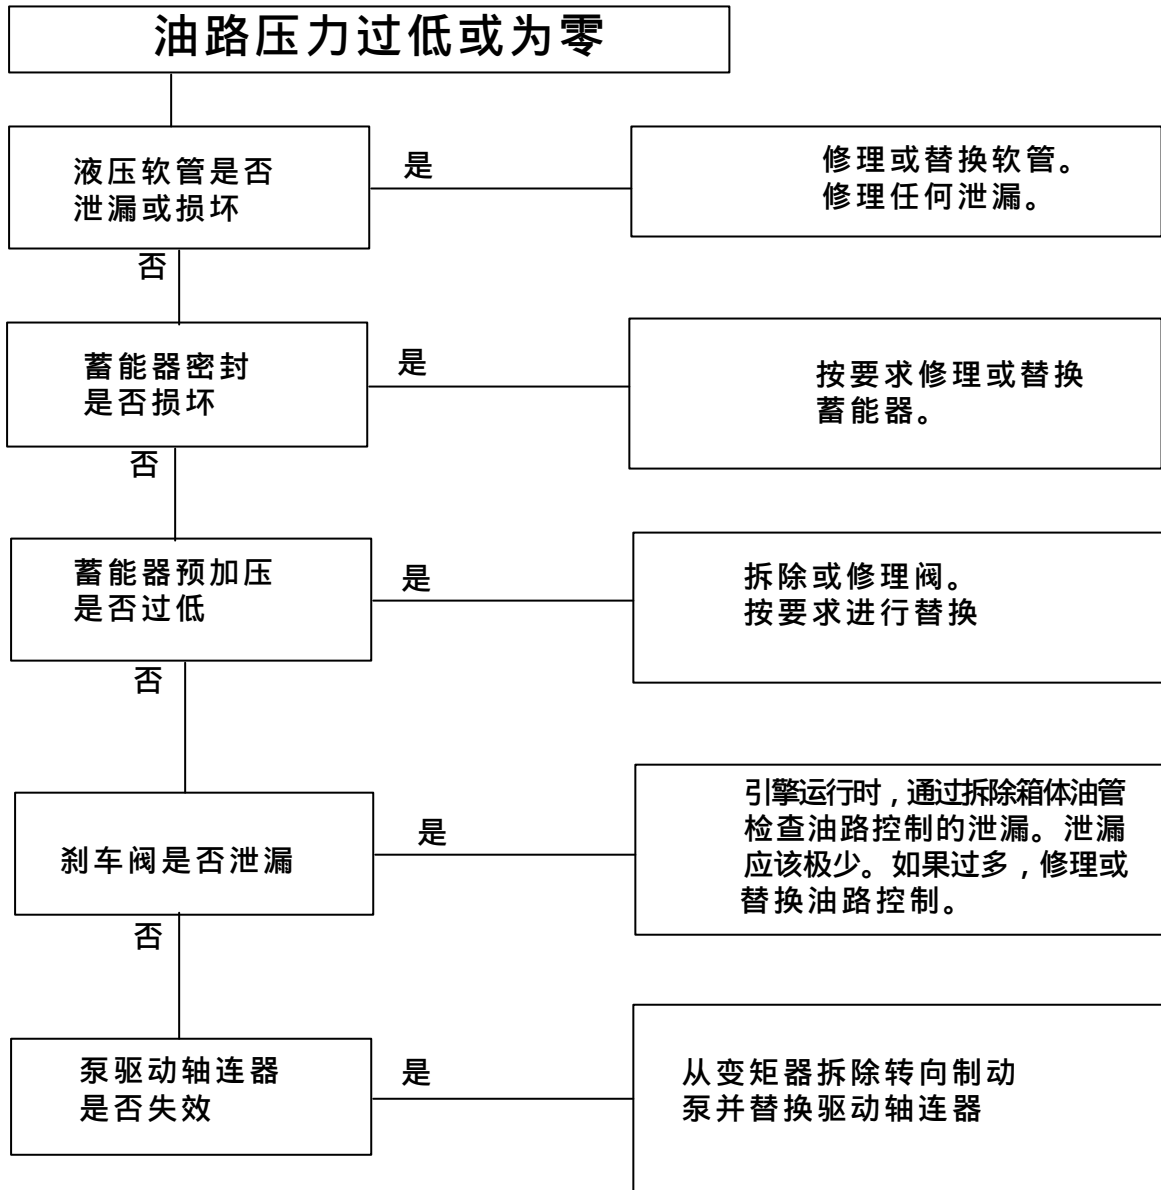 油路压力过低或为零
液压软管是否
泄漏或损坏
是
修理或替换软管。
修理任何泄漏。
否
蓄能器密封
是否损坏
是
按要求修理或替换
蓄能器。
否
蓄能器预加压
是否过低
是
拆除或修理阀。
按要求进行替换
否
刹车阀是否泄漏
是
引擎运行时，通过拆除箱体油管
检查油路控制的泄漏。泄漏
应该极少。如果过多，修理或
替换油路控制。
否
泵驱动轴连器
是否失效
是
从变矩器拆除转向制动
泵并替换驱动轴连器